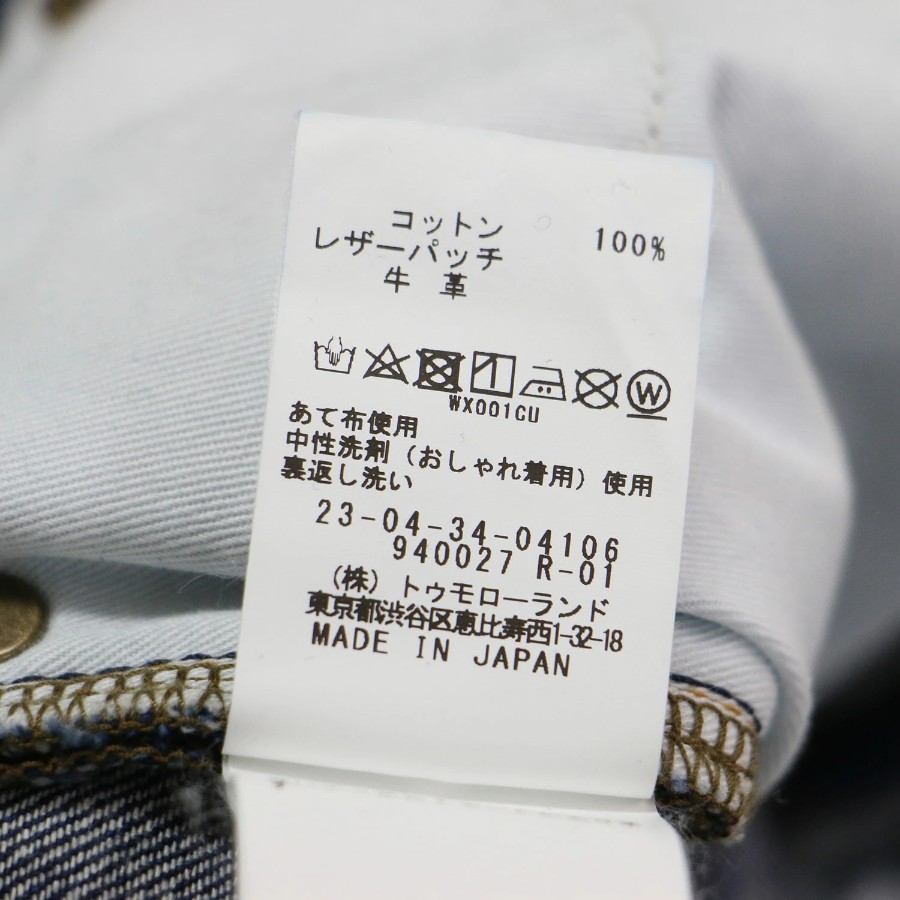 コットン 100%
レザーパッチ
牛 革
W
WX001CU
あて布使用
中性洗剤（おしゃれ着用）使用
裏返し洗い
23-04-34-04106
940027 R-01
（株）トゥモローランド
東京都渋谷区恵比寿西1-32-18
MADE IN JAPAN